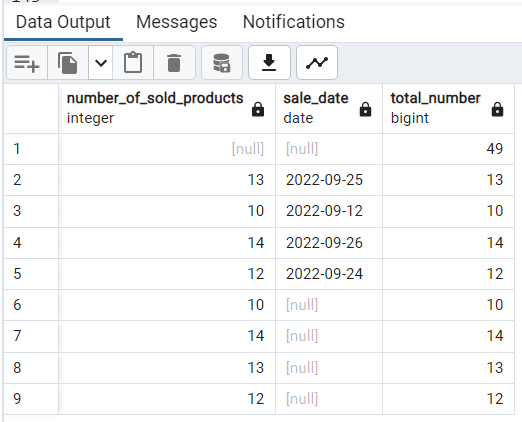 Data Output Messages Notifications
number_of_sold_products sale_date total_number
integer date bigint
1 [null] [null] 49
2 13 2022-09-25 13
3 10 2022-09-12 10
4 14 2022-09-26 14
5 12 2022-09-24 12
6 10 [null] 10
7 14 [null] 14
8 13 [null] 13
9 12 [null] 12